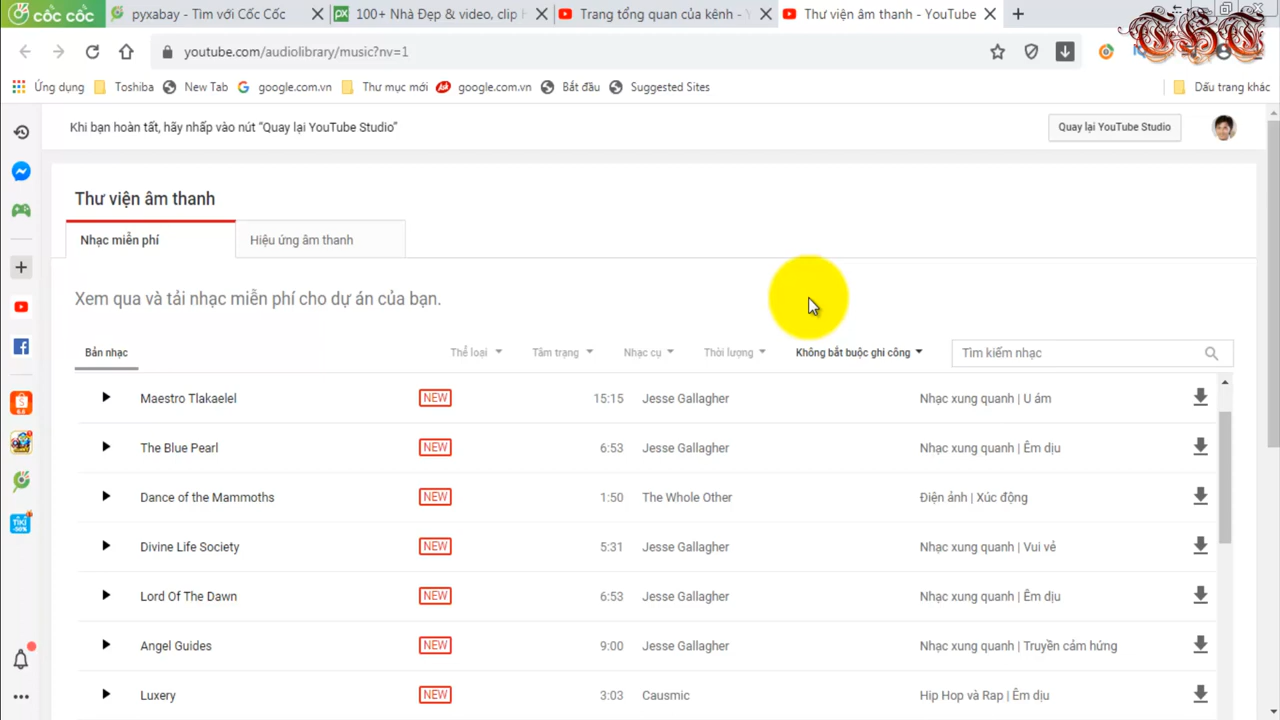 cốc cốc
pyxabay - Tìm với Cốc Cốc
100+ Nhà Đẹp & video, clip H
Trang tổng quan của kênh - Y
Thư viện âm thanh - YouTube
youtube.com/audiolibrary/music?nv=1
TBT
Ứng dụng
Toshiba
New Tab
google.com.vn
Thư mục mới
google.com.vn
Bắt đầu
Suggested Sites
Dấu trang khác
Khi bạn hoàn tất, hãy nhấp vào nút “Quay lại YouTube Studio”
Quay lại YouTube Studio
Thư viện âm thanh
Nhạc miễn phí
Hiệu ứng âm thanh
Xem qua và tải nhạc miễn phí cho dự án của bạn.
Bản nhạc
Thể loại
Tâm trạng
Nhạc cụ
Thời lượng
Không bắt buộc ghi công
Tìm kiếm nhạc
Maestro Tlakaelel NEW 15:15 Jesse Gallagher Nhạc xung quanh | U ám
The Blue Pearl NEW 6:53 Jesse Gallagher Nhạc xung quanh | Êm dịu
Dance of the Mammoths NEW 1:50 The Whole Other Điện ảnh | Xúc động
Divine Life Society NEW 5:31 Jesse Gallagher Nhạc xung quanh | Vui vẻ
Lord Of The Dawn NEW 6:53 Jesse Gallagher Nhạc xung quanh | Êm dịu
Angel Guides NEW 9:00 Jesse Gallagher Nhạc xung quanh | Truyền cảm hứng
Luxery NEW 3:03 Causmic Hip Hop và Rap | Êm dịu